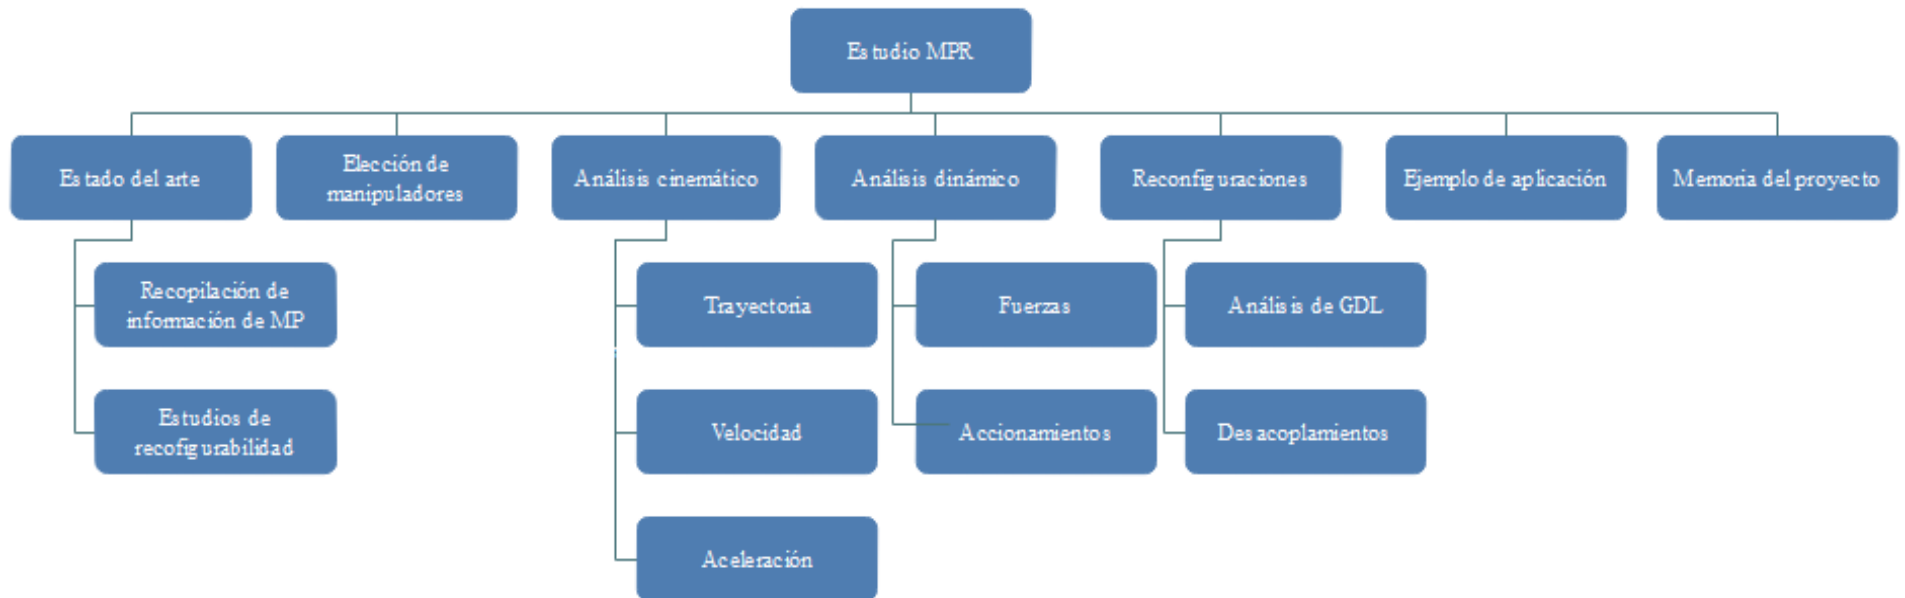 Estudio MPR
Estado del arte
Elección de
manipuladores
Análisis cinemático
Análisis dinámico
Reconfiguraciones
Ejemplo de aplicación
Memoria del proyecto
Recopilación de
información de MP
Trayectoria
Fuerzas
Análisis de GDL
Estudios de
recofigurabilidad
Velocidad
Accionamientos
Desacoplamientos
Aceleración